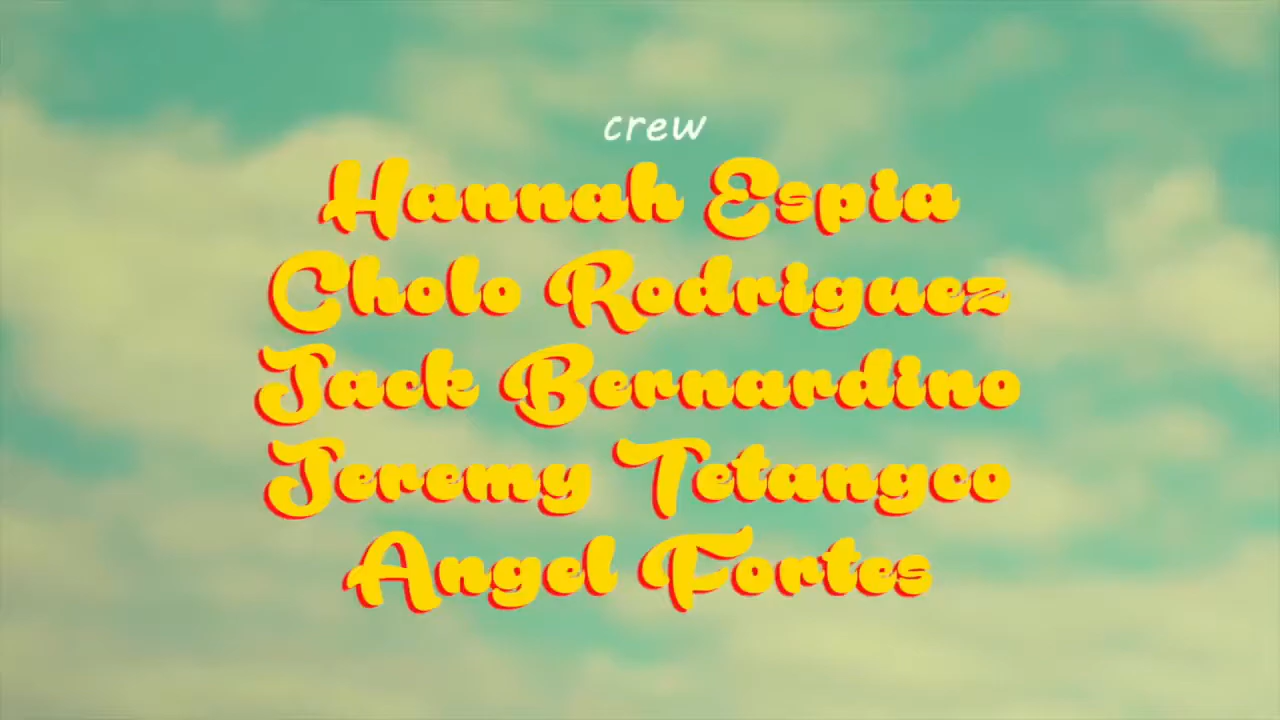 crew
Hannah Espia
Cholo Rodriguez
Jack Bernardino
Jeremy Tetangco
Angel Fortes